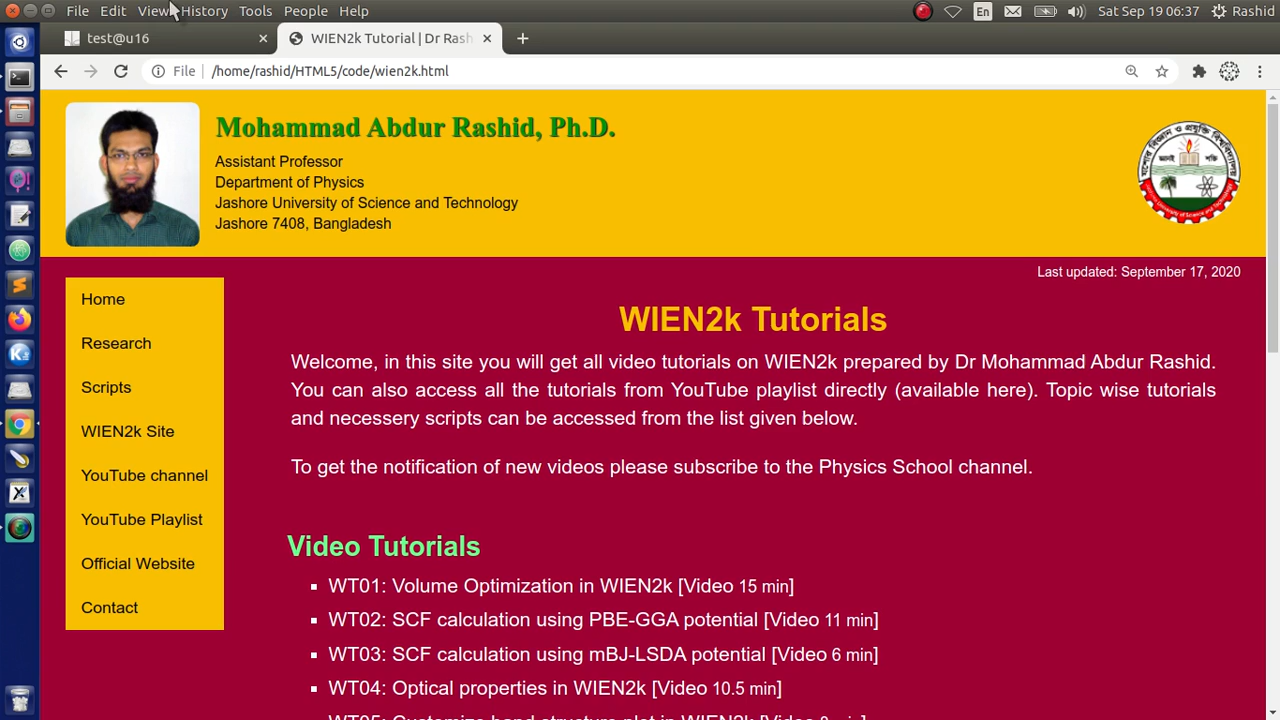 File Edit View History Tools People Help
En
Sat Sep 19 06:37
Rashid
test@u16
WIEN2k Tutorial | Dr Rash
File
/home/rashid/HTML5/code/wien2k.html
Mohammad Abdur Rashid, Ph.D.
Assistant Professor
Department of Physics
Jashore University of Science and Technology
Jashore 7408, Bangladesh
Last updated: September 17, 2020
Home
Research
Scripts
WIEN2k Site
YouTube channel
YouTube Playlist
Official Website
Contact
WIEN2k Tutorials
Welcome, in this site you will get all video tutorials on WIEN2k prepared by Dr Mohammad Abdur Rashid.
You can also access all the tutorials from YouTube playlist directly (available here). Topic wise tutorials
and necessery scripts can be accessed from the list given below.
To get the notification of new videos please subscribe to the Physics School channel.
Video Tutorials
WT01: Volume Optimization in WIEN2k [Video 15 min]
WT02: SCF calculation using PBE-GGA potential [Video 11 min]
WT03: SCF calculation using mBJ-LSDA potential [Video 6 min]
WT04: Optical properties in WIEN2k [Video 10.5 min]